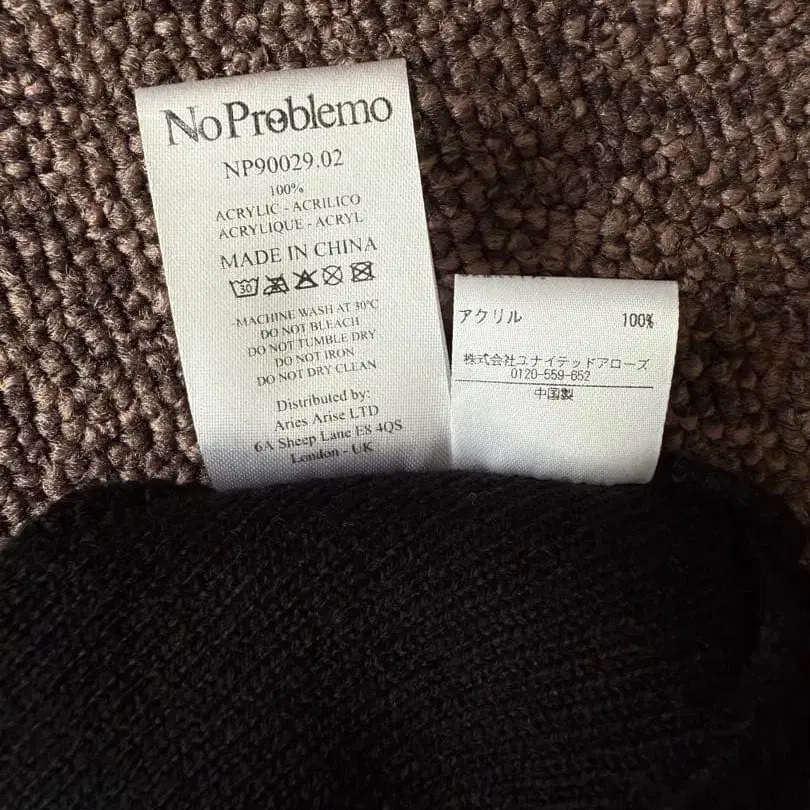 No Problemo
NP90029.02
100%
ACRYLIC - ACRILICO
ACRYLIQUE - ACRYL
MADE IN CHINA
30
-MACHINE WASH AT 30ºC
DO NOT BLEACH
DO NOT TUMBLE DRY
DO NOT IRON
DO NOT DRY CLEAN
Distributed by:
Aries Arise LTD
6A Sheep Lane E8 4QS
London - UK
アクリル 100%
株式会社ユナイテッドアローズ
0120-559-652
中国製